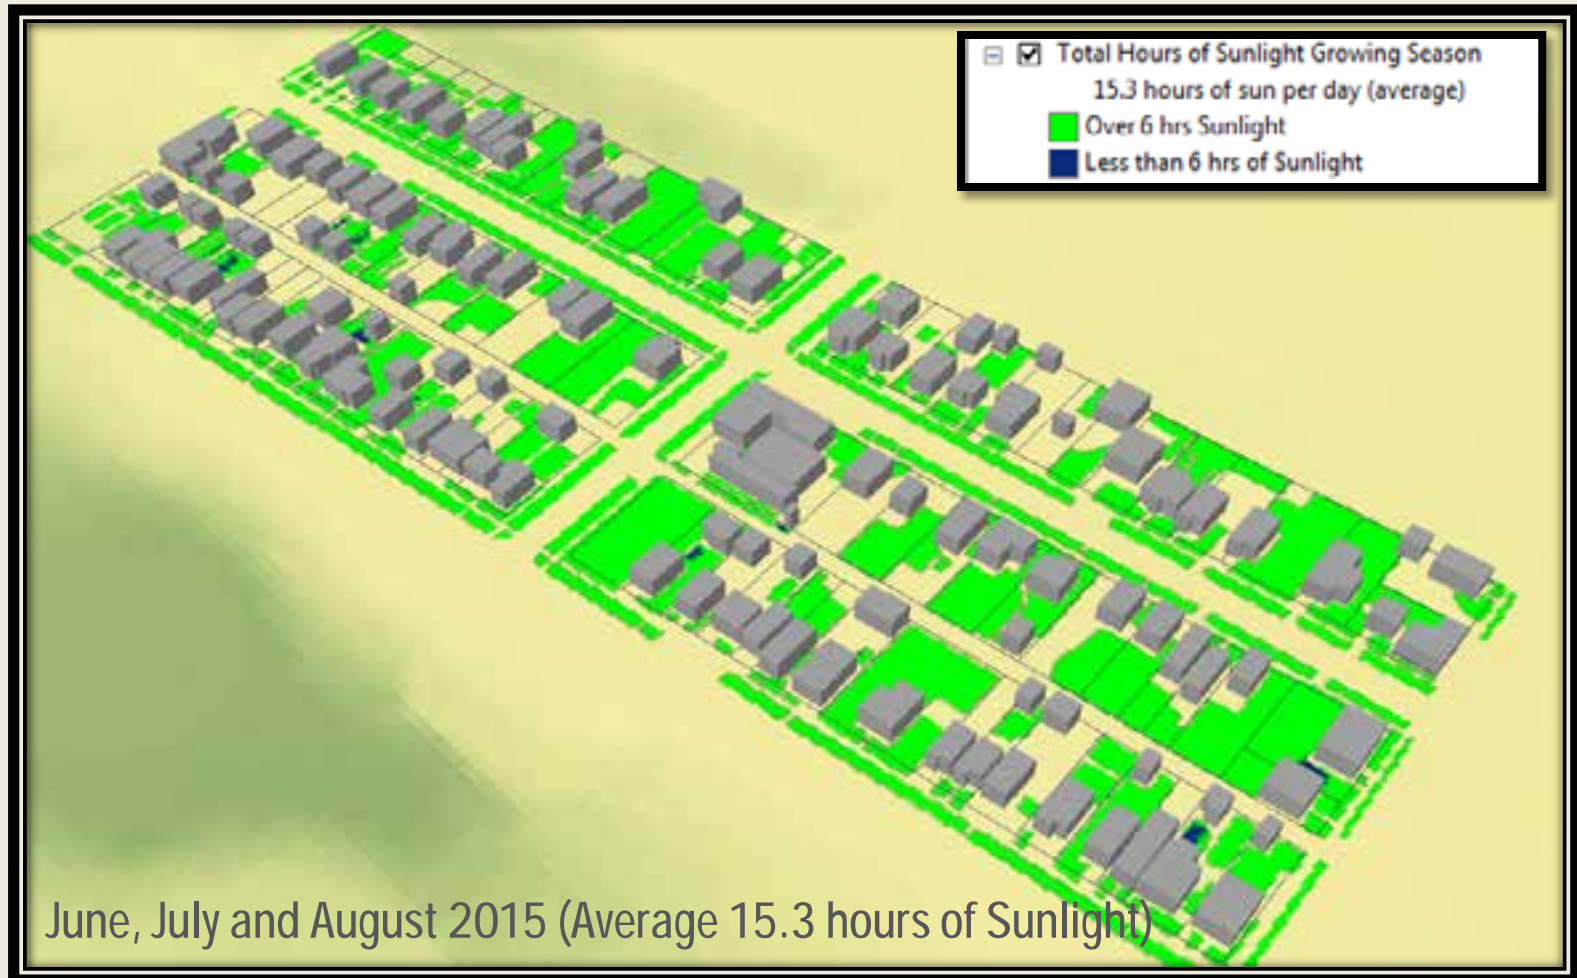 Total Hours of Sunlight Growing Season
15.3 hours of sun per day (average)
Over 6 hrs Sunlight
Less than 6 hrs of Sunlight
June, July and August 2015 (Average 15.3 hours of Sunlight)